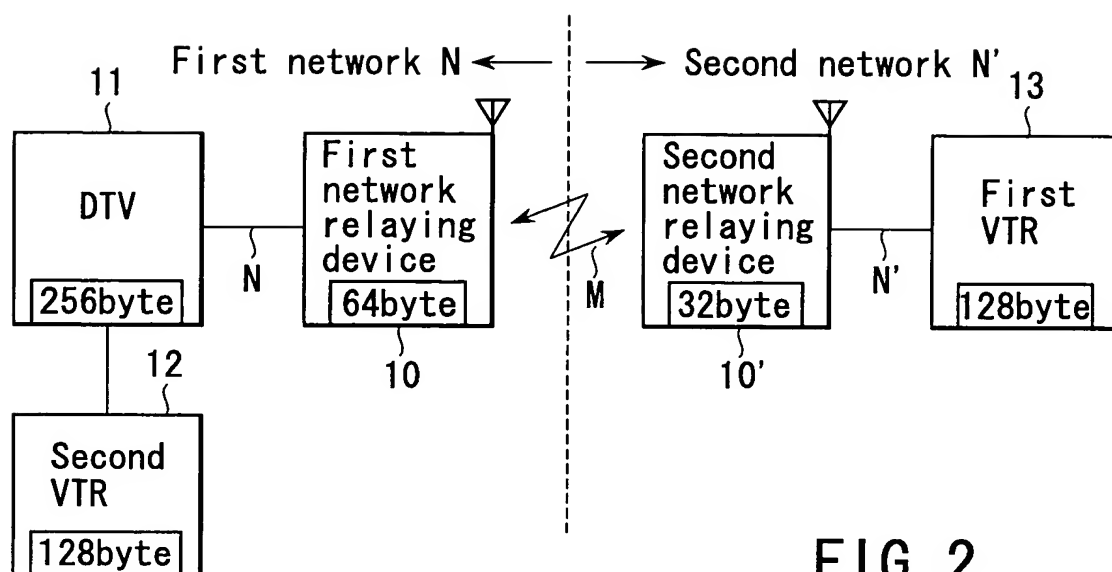 First network N
Second network N'
11
13
DTV
256byte
N
First
network
relaying
device
64byte
10
M
Second
network
relaying
device
32byte
10'
N'
First
VTR
128byte
12
Second
VTR
128byte
FIG. 2